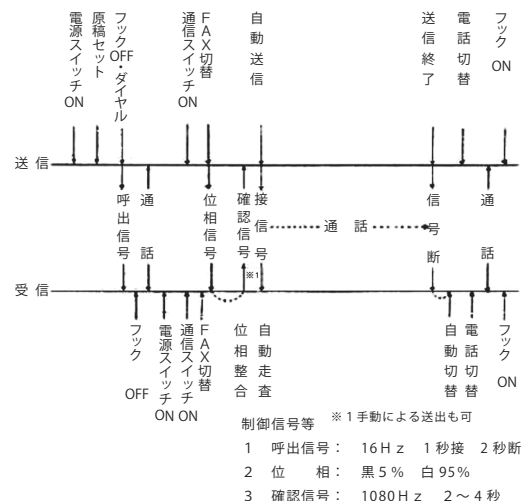 電源スイッチON
原稿セット
フックOFF・ダイヤル
通信スイッチON
FAX切替
自動送信
送信終了
電話切替
フックON
送信
呼出信号
通話
位相信号
確認信号
※1
接信号
通話
信号断
通話
受信
フックOFF
電源スイッチON
通信スイッチON
FAX切替
位相整合
自動走査
自動切替
電話切替
フックON
制御信号等 ※1手動による送出も可
1 呼出信号： 16Hz 1秒接 2秒断
2 位 相： 黒5% 白95%
3 確認信号： 1080Hz 2～4秒